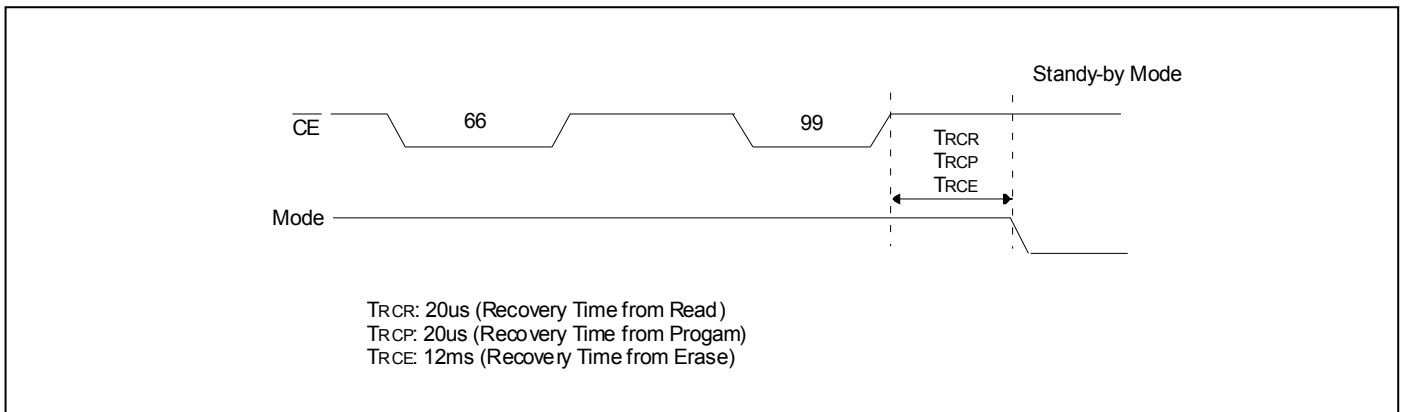 Standy-by Mode
CE
66
99
TRCR
TRCP
TRCE
Mode
TRCR: 20us (Recovery Time from Read)
TRCP: 20us (Recovery Time from Progam)
TRCE: 12ms (Recovery Time from Erase)